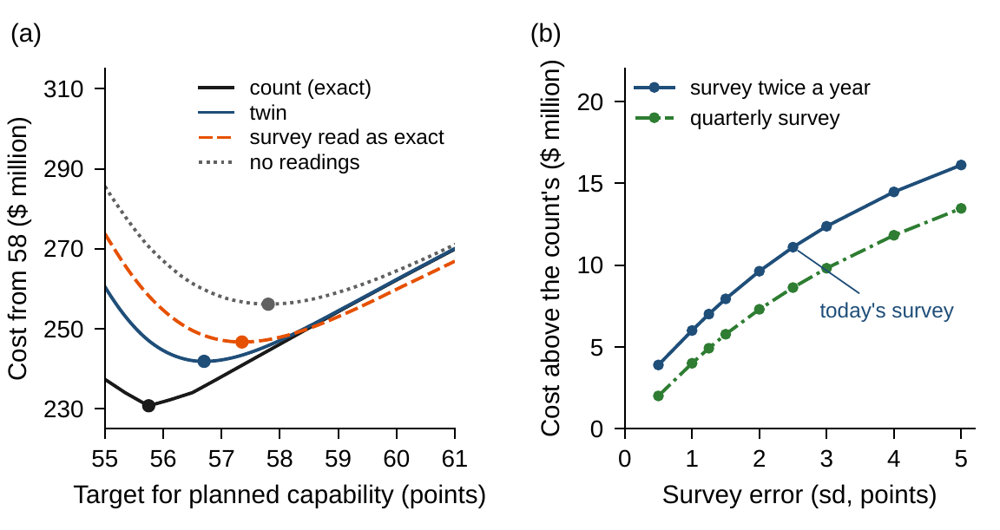 (a)
Cost from 58 ($ million)
310
290
270
250
230
count (exact)
twin
survey read as exact
no readings
55 56 57 58 59 60 61
Target for planned capability (points)
(b)
Cost above the count's ($ million)
20
15
10
5
0
survey twice a year
quarterly survey
today's survey
0 1 2 3 4 5
Survey error (sd, points)